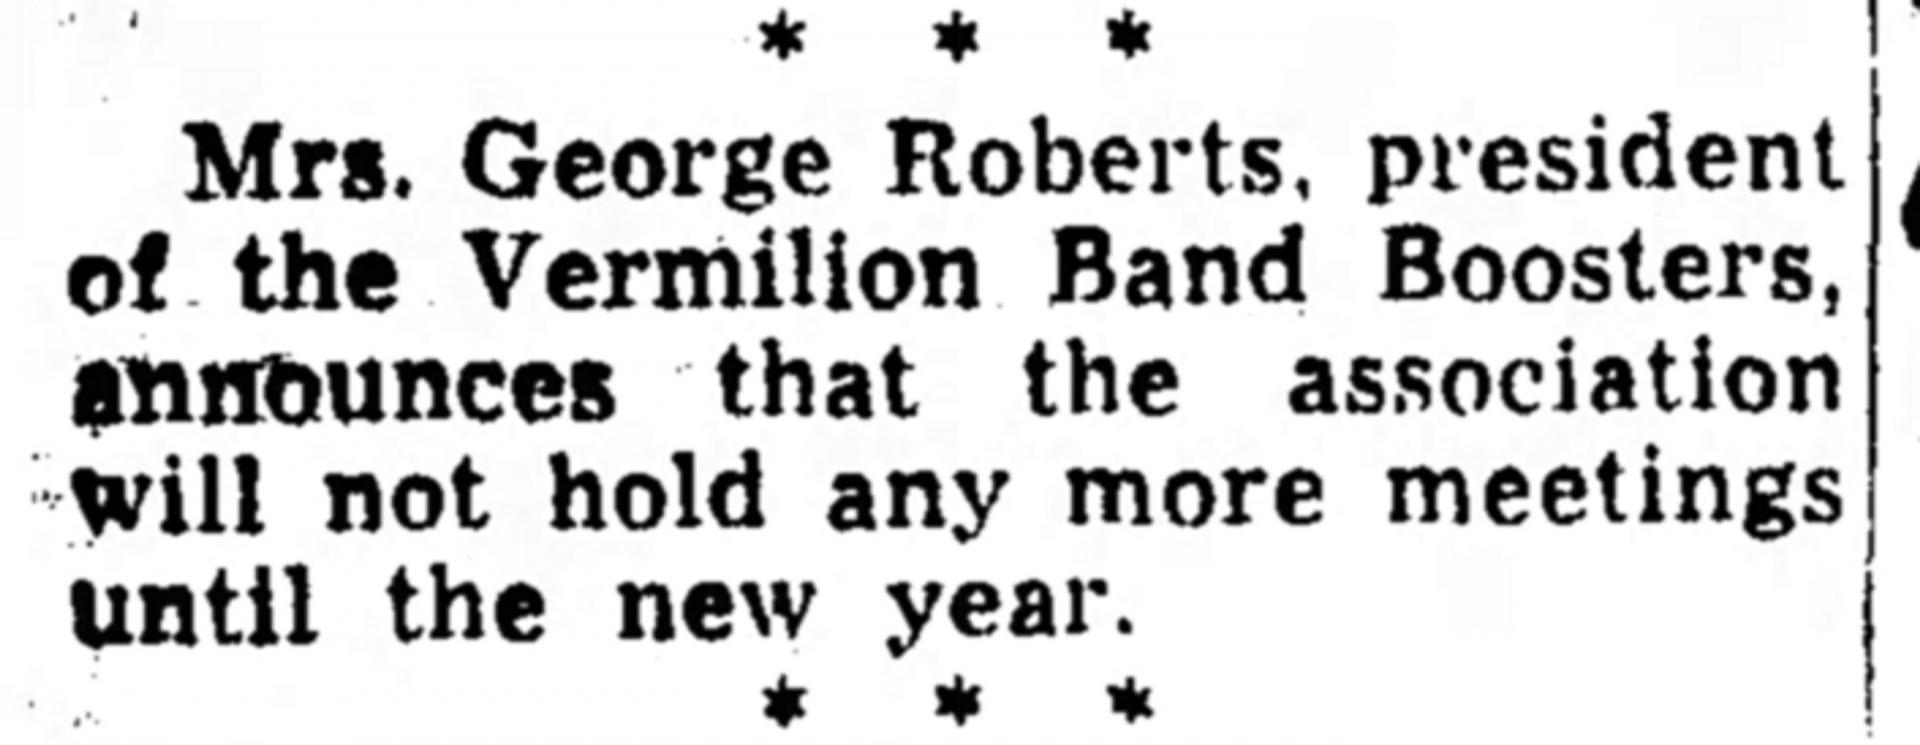 * * *
Mrs. George Roberts, president
of the Vermilion Band Boosters,
announces that the association
will not hold any more meetings
until the new year.
* * *